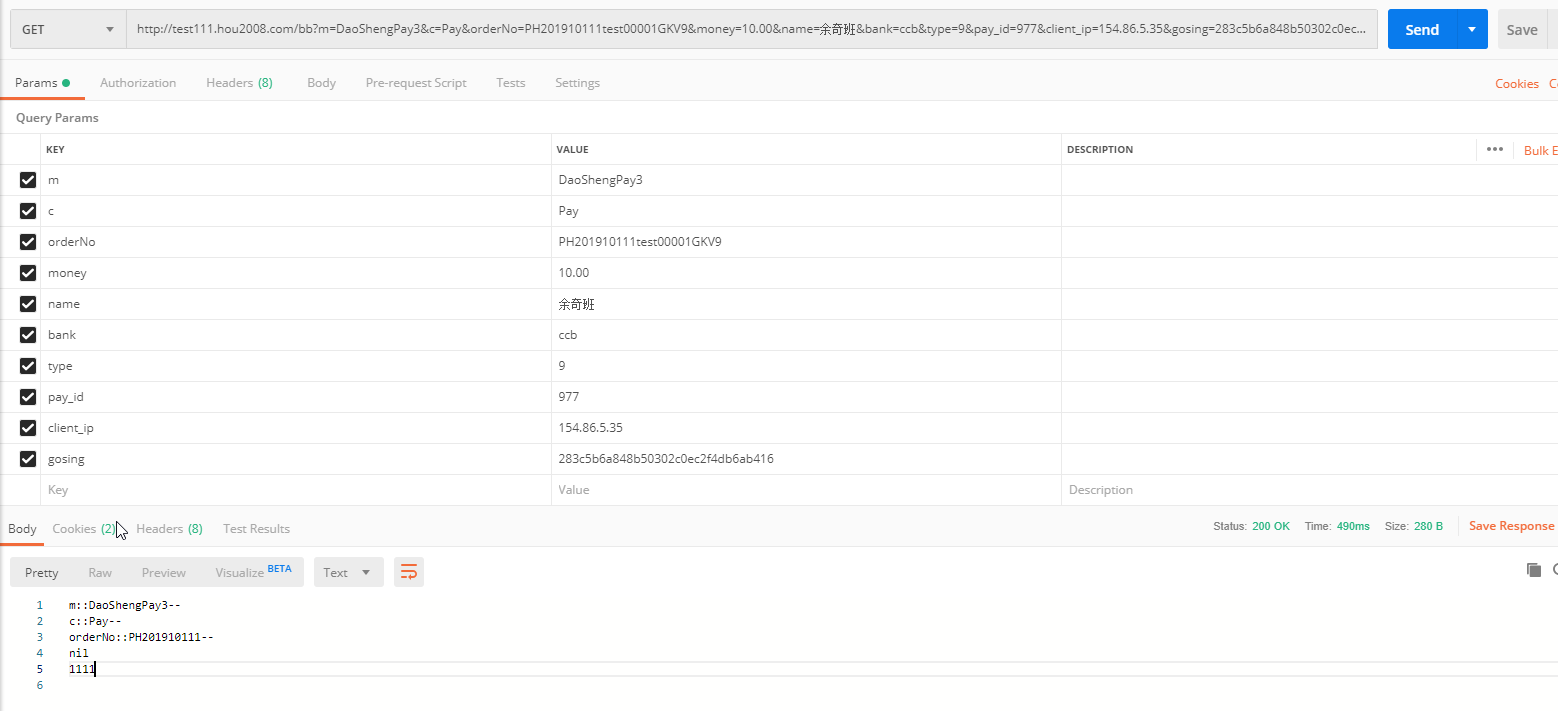 GET http://test111.hou2008.com/bb?m=DaoShengPay3&c=Pay&orderNo=PH201910111test00001GKV9&money=10.00&name=余奇班&bank=ccb&type=9&pay_id=977&client_ip=154.86.5.35&gosing=283c5b6a848b50302c0ec... Send Save
Params Authorization Headers (8) Body Pre-request Script Tests Settings Cookies
Query Params
KEY VALUE DESCRIPTION ••• Bulk E
m DaoShengPay3
c Pay
orderNo PH201910111test00001GKV9
money 10.00
name 余奇班
bank ccb
type 9
pay_id 977
client_ip 154.86.5.35
gosing 283c5b6a848b50302c0ec2f4db6ab416
Key Value Description
Body Cookies (2) Headers (8) Test Results Status: 200 OK Time: 490ms Size: 280 B Save Response
Pretty Raw Preview Visualize BETA Text
1 m::DaoShengPay3--
2 c::Pay--
3 orderNo::PH201910111--
4 nil
5 1111
6